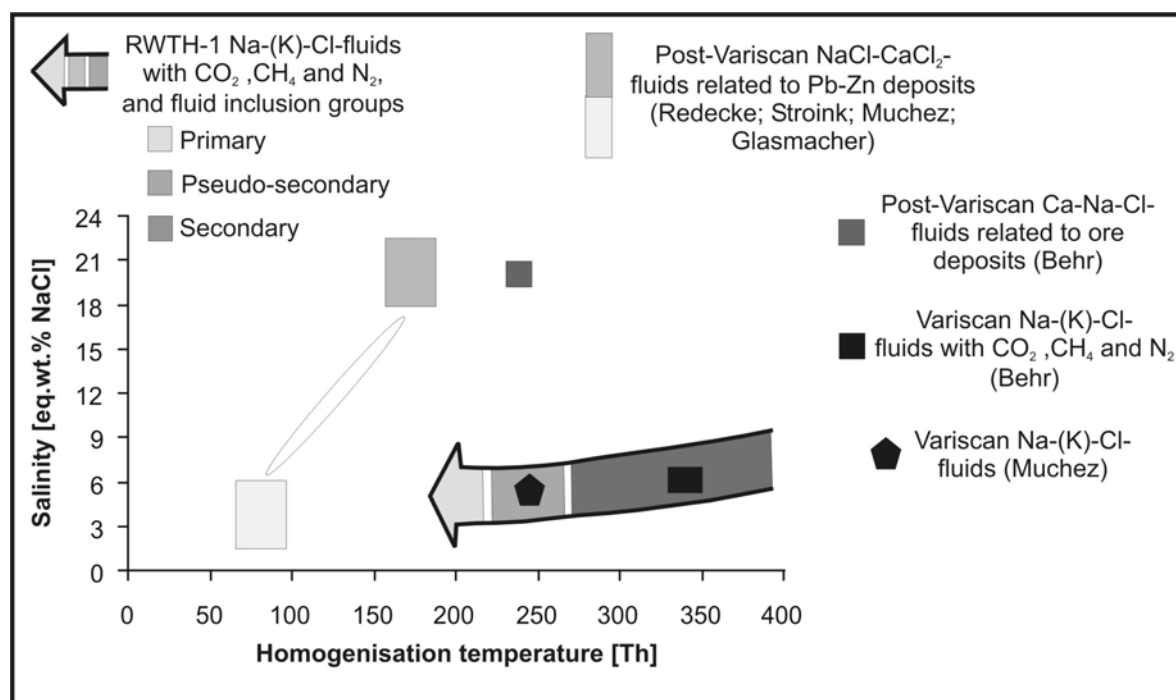 RWTH-1 Na-(K)-Cl-fluids
with CO₂ ,CH₄ and N₂,
and fluid inclusion groups
Primary
Pseudo-secondary
Secondary
Post-Variscan NaCl-CaCl₂-
fluids related to Pb-Zn deposits
(Redecke; Stroink; Muchez;
Glasmacher)
Post-Variscan Ca-Na-Cl-
fluids related to ore
deposits (Behr)
Variscan Na-(K)-Cl-
fluids with CO₂ ,CH₄ and N₂
(Behr)
Variscan Na-(K)-Cl-
fluids (Muchez)
Salinity [eq.wt.% NaCl]
24
21
18
15
12
9
6
3
0
0 50 100 150 200 250 300 350 400
Homogenisation temperature [Th]